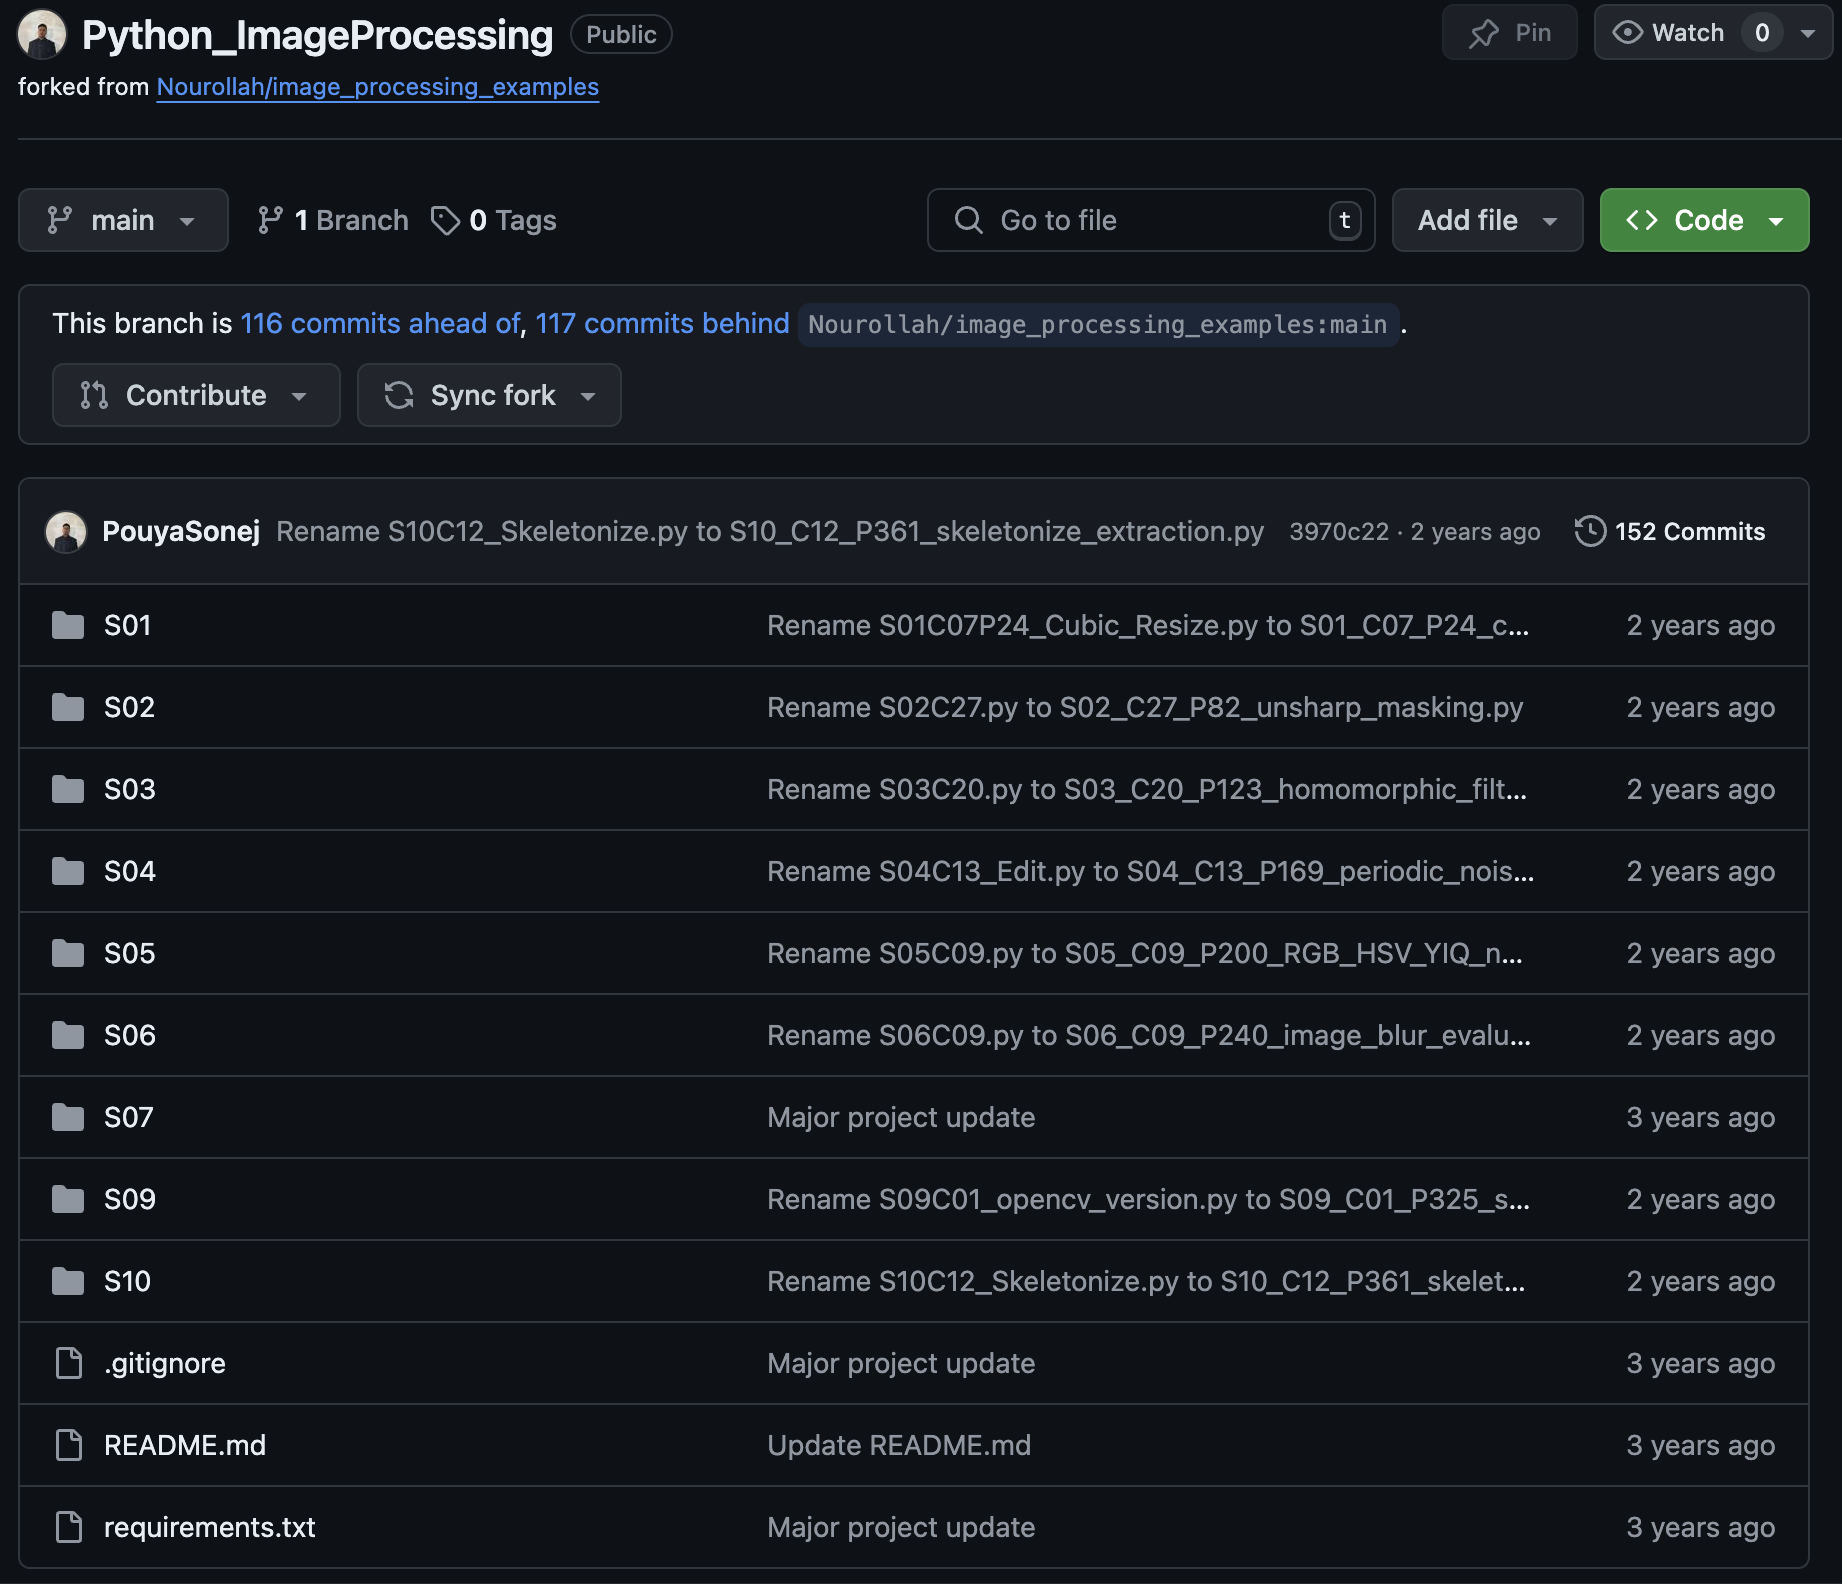 Python_ImageProcessing Public Pin Watch 0
forked from Nourollah/image_processing_examples
main 1 Branch 0 Tags Go to file t Add file <> Code
This branch is 116 commits ahead of, 117 commits behind Nourollah/image_processing_examples:main .
Contribute Sync fork
PouyaSonej Rename S10C12_Skeletonize.py to S10_C12_P361_skeletonize_extraction.py 3970c22 · 2 years ago 152 Commits
S01 Rename S01C07P24_Cubic_Resize.py to S01_C07_P24_c... 2 years ago
S02 Rename S02C27.py to S02_C27_P82_unsharp_masking.py 2 years ago
S03 Rename S03C20.py to S03_C20_P123_homomorphic_filt... 2 years ago
S04 Rename S04C13_Edit.py to S04_C13_P169_periodic_nois... 2 years ago
S05 Rename S05C09.py to S05_C09_P200_RGB_HSV_YIQ_n... 2 years ago
S06 Rename S06C09.py to S06_C09_P240_image_blur_evalu... 2 years ago
S07 Major project update 3 years ago
S09 Rename S09C01_opencv_version.py to S09_C01_P325_s... 2 years ago
S10 Rename S10C12_Skeletonize.py to S10_C12_P361_skelet... 2 years ago
.gitignore Major project update 3 years ago
README.md Update README.md 3 years ago
requirements.txt Major project update 3 years ago